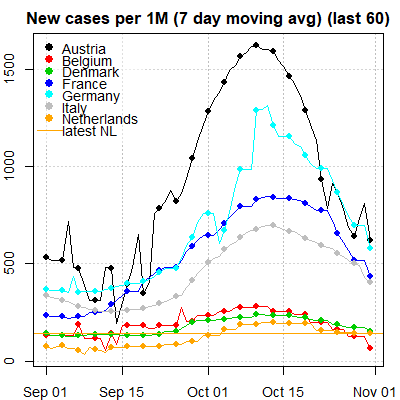 New cases per 1M (7 day moving avg) (last 60)
Austria
Belgium
Denmark
France
Germany
Italy
Netherlands
latest NL
1500
1000
500
0
Sep 01 Sep 15 Oct 01 Oct 15 Nov 01